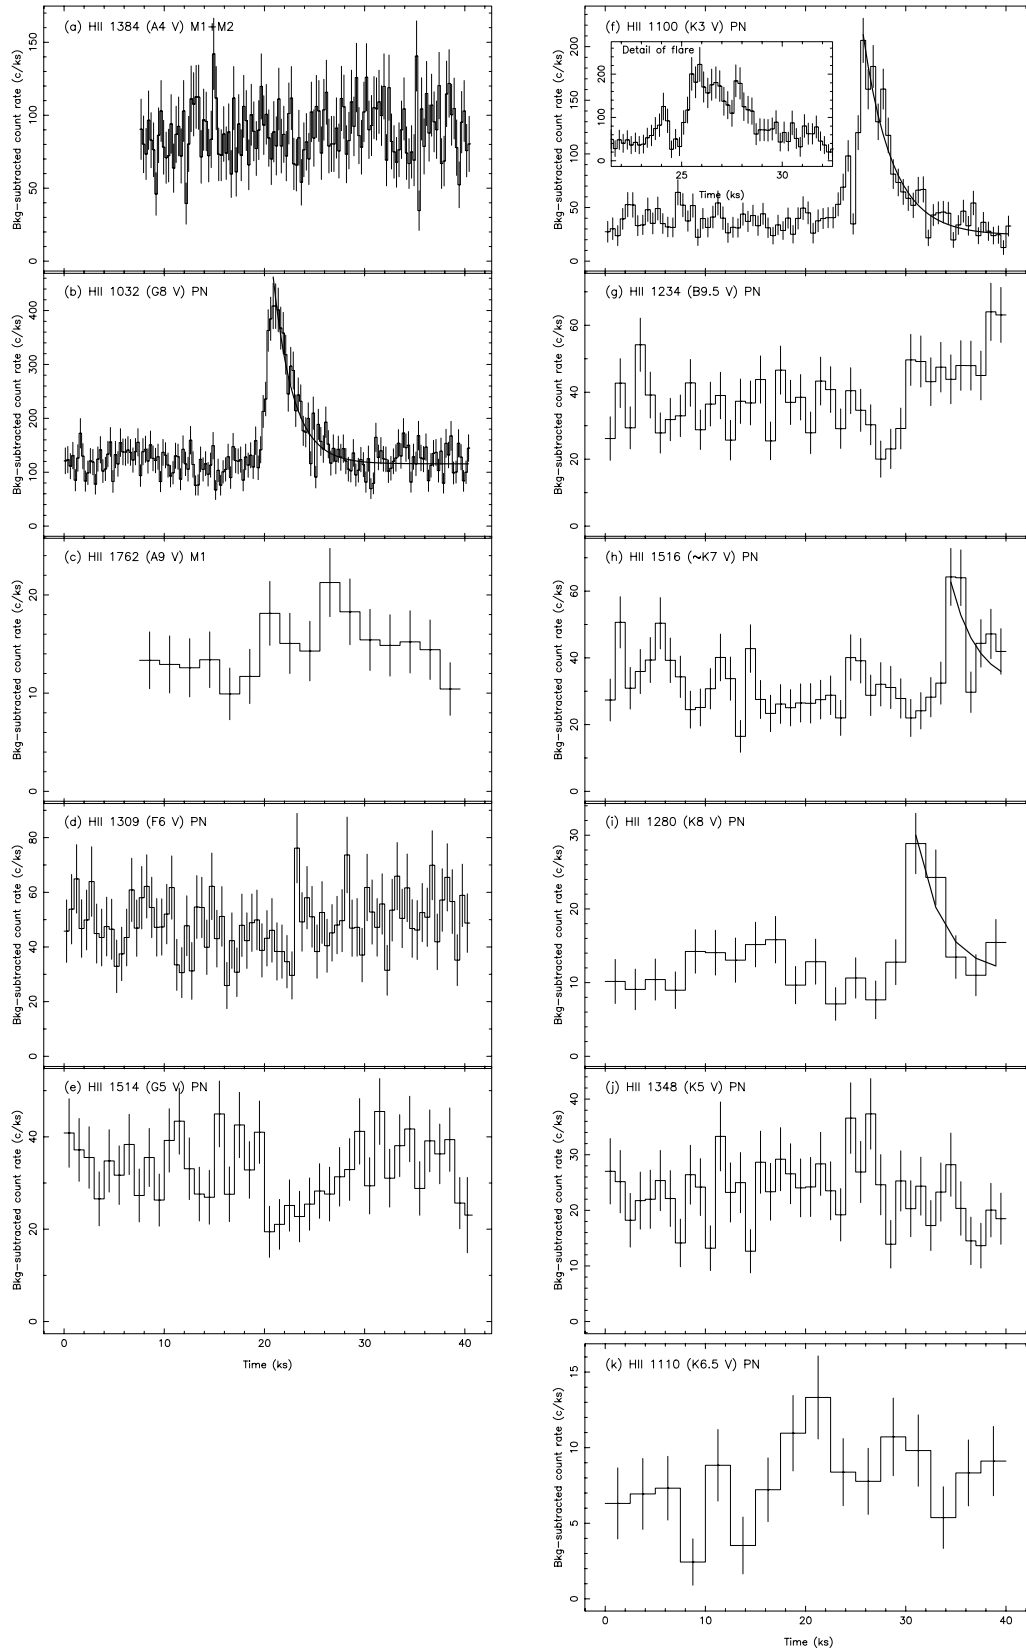 (a) HII 1384 (A4 V) M1+M2
Bkg-subtracted count rate (c/ks)
0
50
100
150
(b) HII 1032 (G8 V) PN
Bkg-subtracted count rate (c/ks)
0
100
200
300
400
(c) HII 1762 (A9 V) M1
Bkg-subtracted count rate (c/ks)
0
10
20
(d) HII 1309 (F6 V) PN
Bkg-subtracted count rate (c/ks)
0
20
40
60
80
(e) HII 1514 (G5 V) PN
Bkg-subtracted count rate (c/ks)
0
20
40
0 10 20 30 40
Time (ks)
(f) HII 1100 (K3 V) PN
Bkg-subtracted count rate (c/ks)
0
50
100
150
200
Detail of flare
0
100
200
25 30
Time (ks)
(g) HII 1234 (B9.5 V) PN
Bkg-subtracted count rate (c/ks)
0
20
40
60
(h) HII 1516 (~K7 V) PN
Bkg-subtracted count rate (c/ks)
0
20
40
60
(i) HII 1280 (K8 V) PN
Bkg-subtracted count rate (c/ks)
0
10
20
30
(j) HII 1348 (K5 V) PN
Bkg-subtracted count rate (c/ks)
0
10
20
30
40
(k) HII 1110 (K6.5 V) PN
Bkg-subtracted count rate (c/ks)
0
5
10
15
0 10 20 30 40
Time (ks)